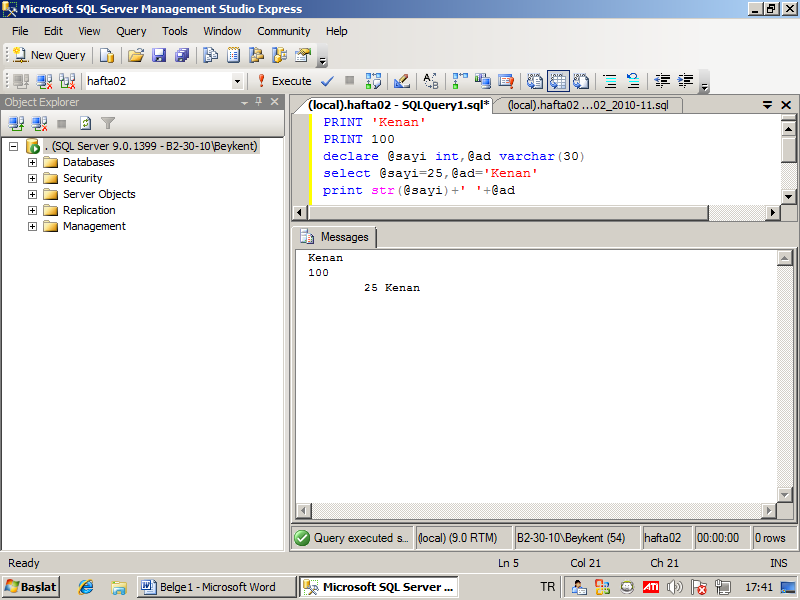 Microsoft SQL Server Management Studio Express
File Edit View Query Tools Window Community Help
New Query
hafta02 Execute
Object Explorer
. (SQL Server 9.0.1399 - B2-30-10\Beykent)
Databases
Security
Server Objects
Replication
Management
(local).hafta02 - SQLQuery1.sql* (local).hafta02 ...02_2010-11.sql
PRINT 'Kenan'
PRINT 100
declare @sayi int,@ad varchar(30)
select @sayi=25,@ad='Kenan'
print str(@sayi)+' '+@ad
Messages
Kenan
100
25 Kenan
Query executed s... (local) (9.0 RTM) B2-30-10\Beykent (54) hafta02 00:00:00 0 rows
Ready Ln 5 Col 21 Ch 21 INS
Başlat Belge1 - Microsoft Word Microsoft SQL Server ... TR ATI 17:41